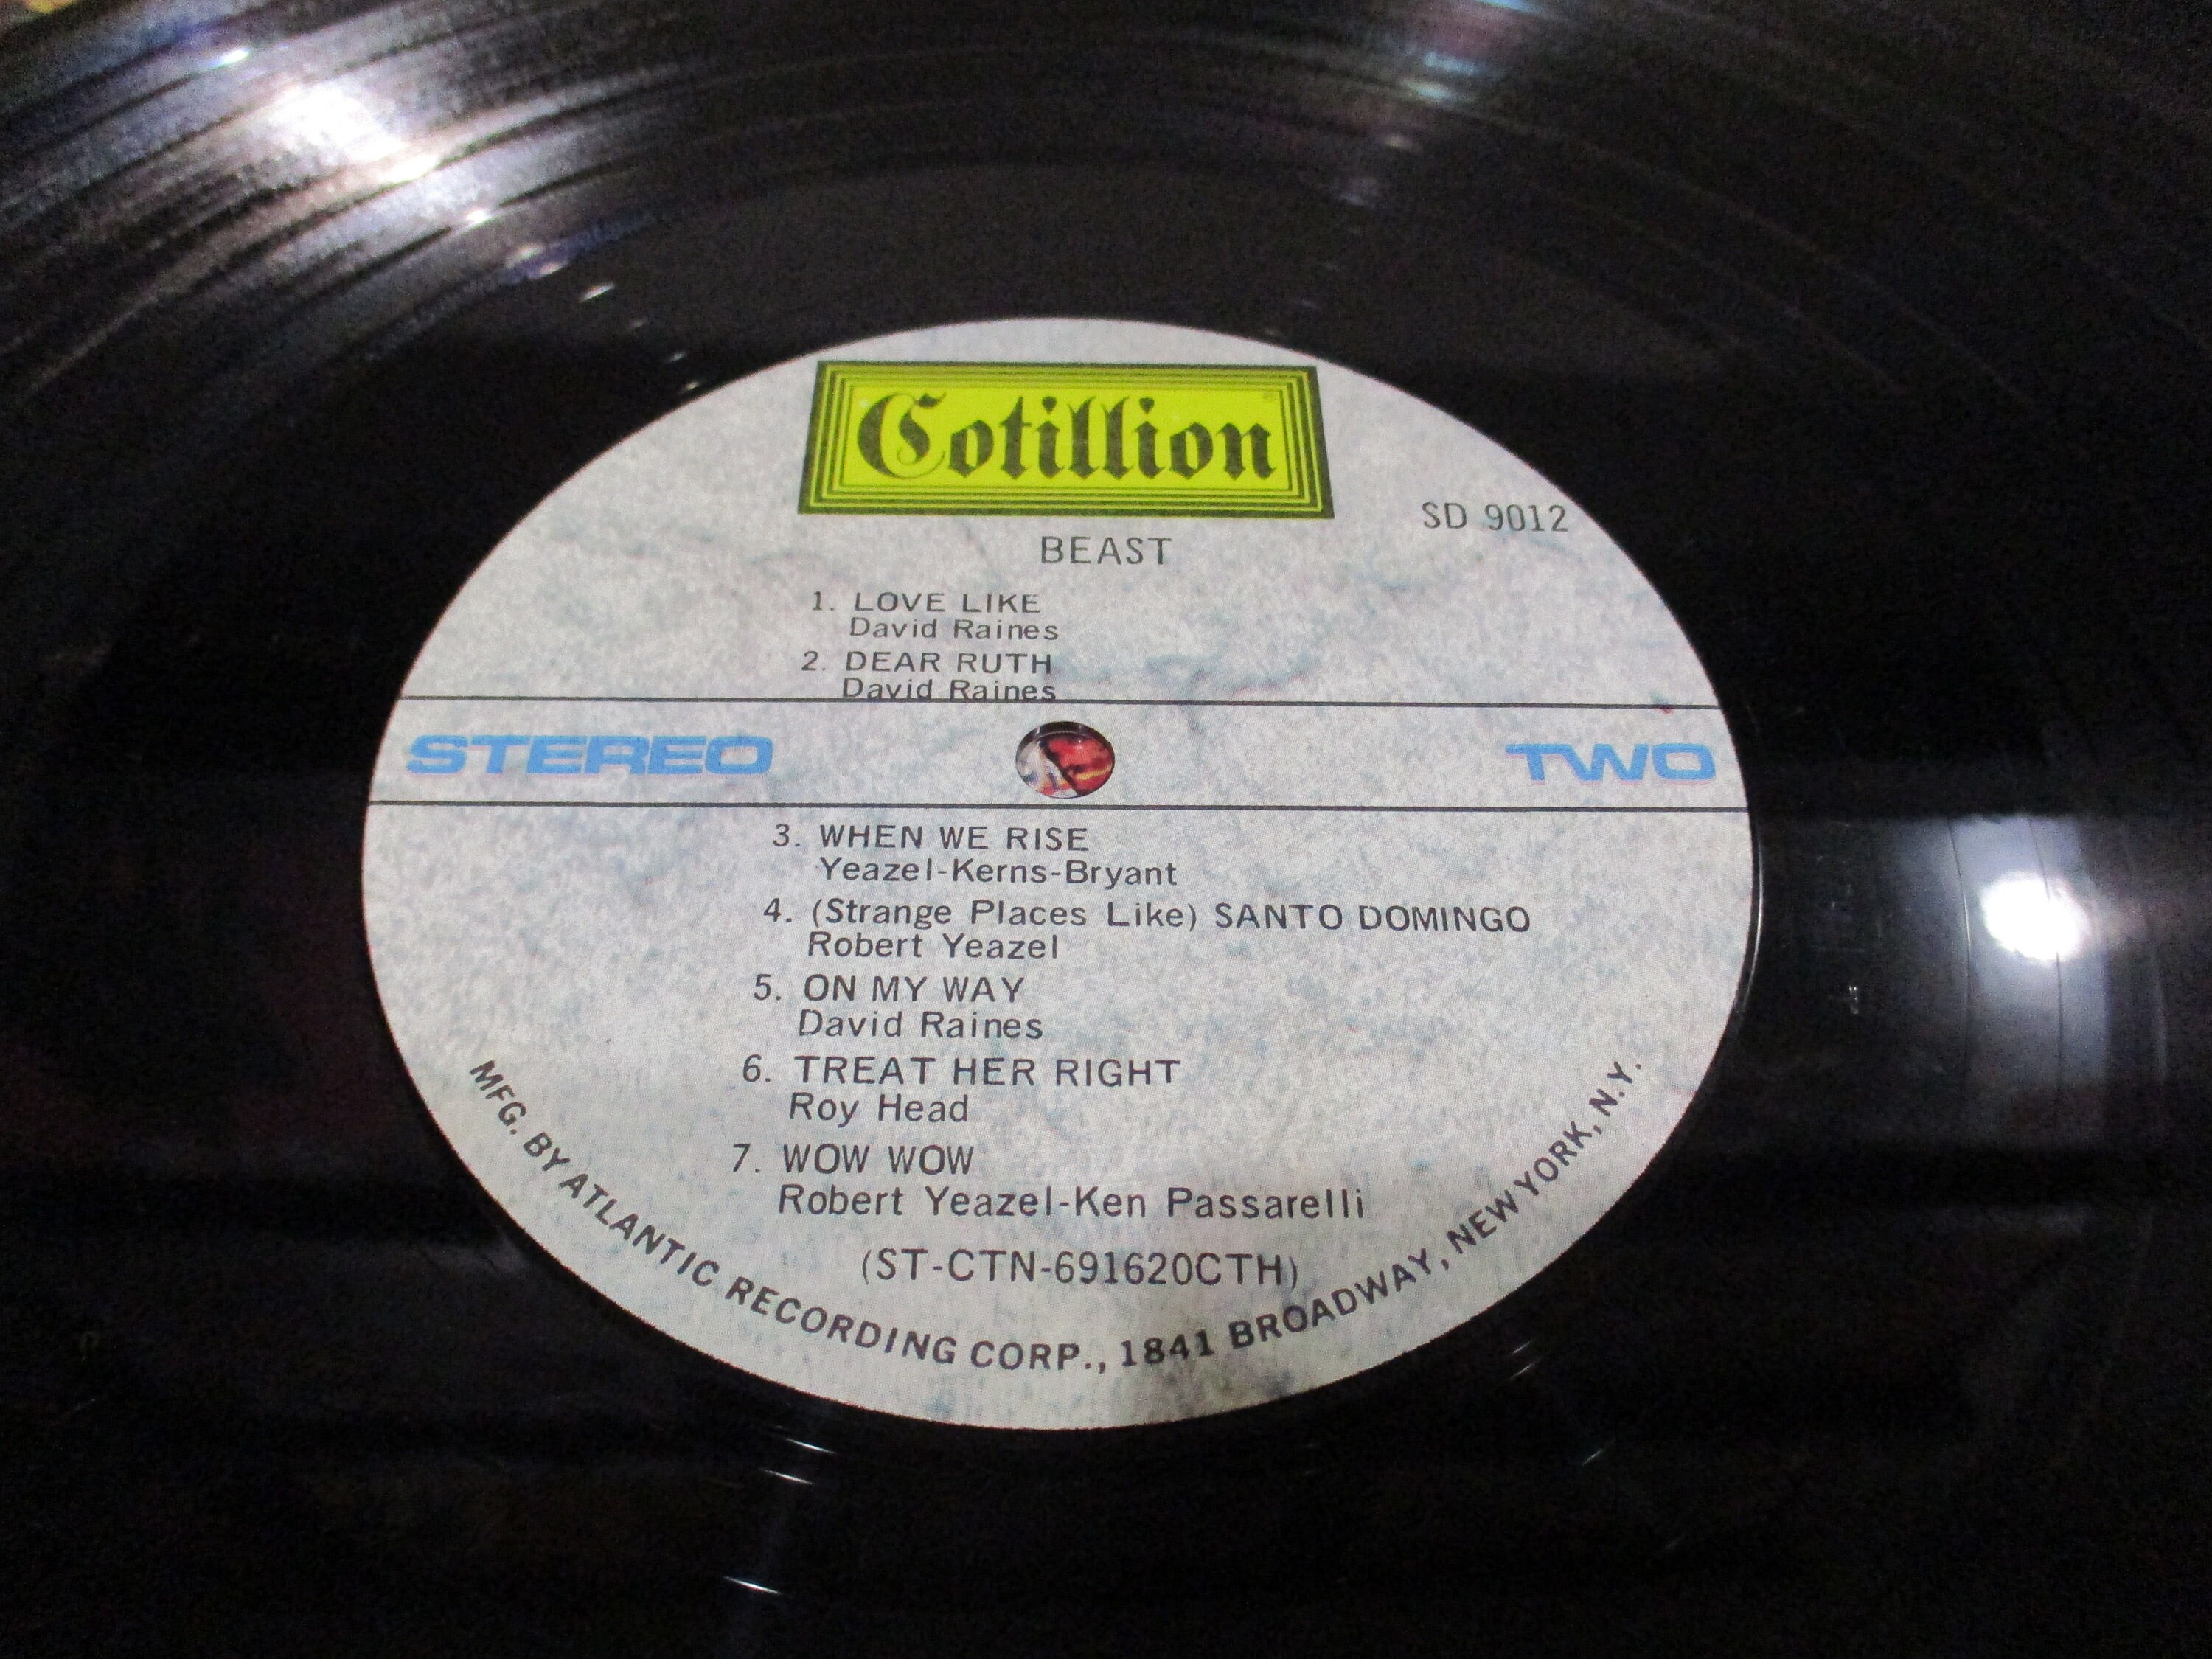 Cotillion
SD 9012
BEAST
1. LOVE LIKE
David Raines
2. DEAR RUTH
David Raines
STEREO
TWO
3. WHEN WE RISE
Yeazel-Kerns-Bryant
4. (Strange Places Like) SANTO DOMINGO
Robert Yeazel
5. ON MY WAY
David Raines
6. TREAT HER RIGHT
Roy Head
7. WOW WOW
Robert Yeazel-Ken Passarelli
(ST-CTN-691620CTH)
MFG. BY ATLANTIC RECORDING CORP., 1841 BROADWAY, NEW YORK, N.Y.